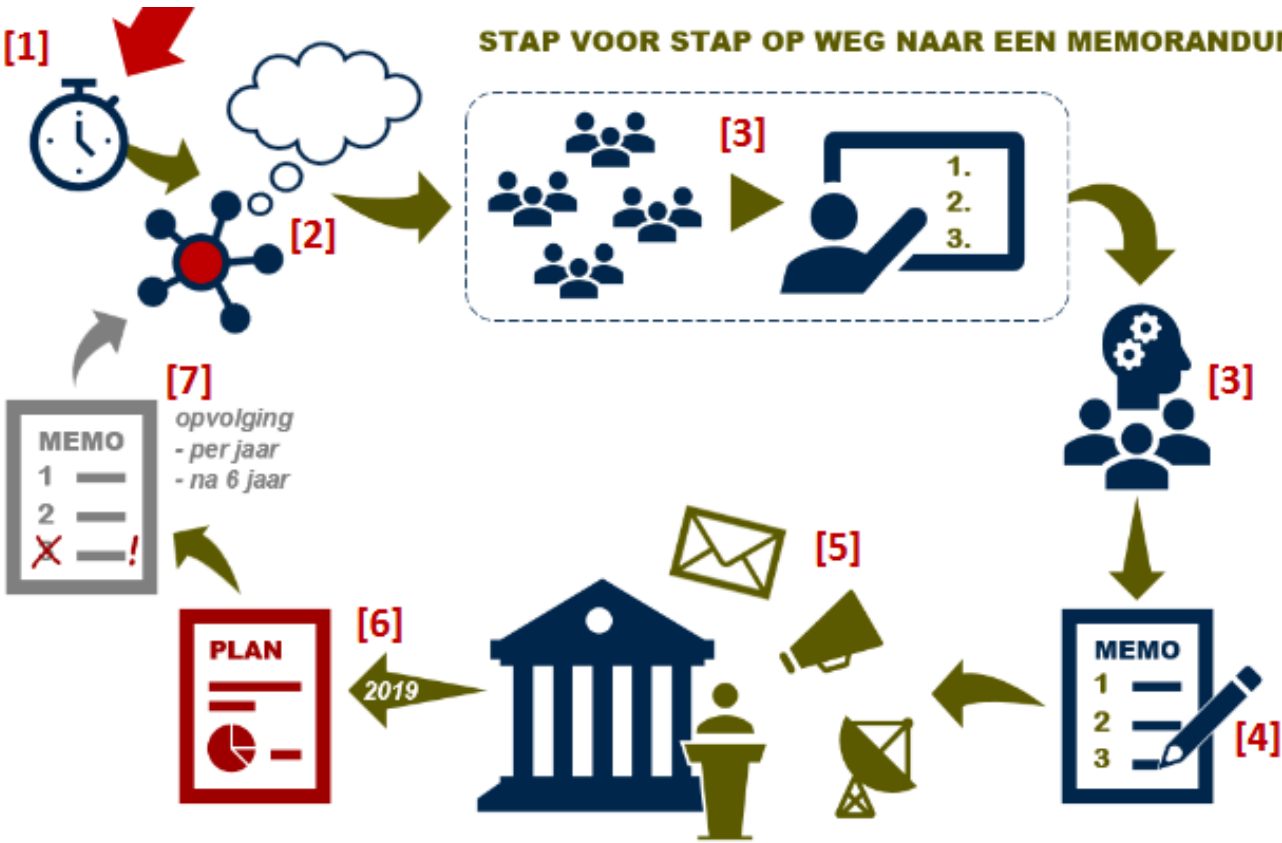 [1]
STAP VOOR STAP OP WEG NAAR EEN MEMORANDU
[2]
[3]
1.
2.
3.
[3]
[7]
opvolging
- per jaar
- na 6 jaar
MEMO
1
2
3
!
[5]
[6]
PLAN
2019
MEMO
1
2
3
[4]